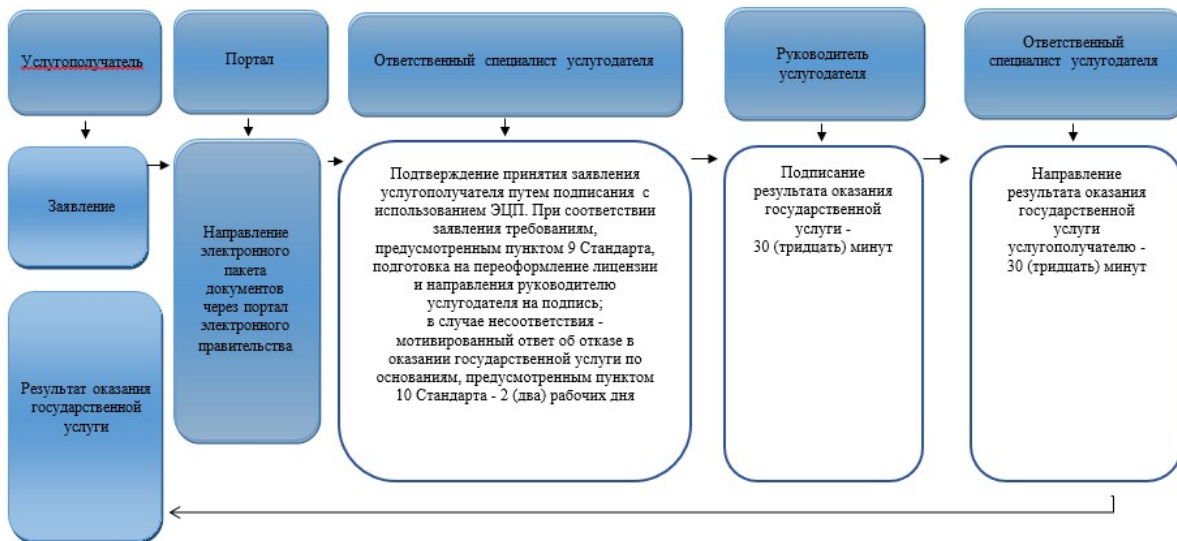 Услугополучатель
Портал
Ответственный специалист услугодателя
Руководитель
услугодателя
Ответственный
специалист услугодателя
Заявление
Направление
электронного
пакета
документов
через портал
электронного
правительства
Подтверждение принятия заявления
услугополучателя путем подписания с
использованием ЭЦП. При соответствии
заявления требованиям,
предусмотренным пунктом 9 Стандарта,
подготовка на переоформление лицензии
и направления руководителю
услугодателя на подпись;
в случае несоответствия -
мотивированный ответ об отказе в
оказании государственной услуги по
основаниям, предусмотренным пунктом
10 Стандарта - 2 (два) рабочих дня
Подписание
результата оказания
государственной
услуги -
30 (тридцать) минут
Направление
результата оказания
государственной
услуги
услугополучателю -
30 (тридцать) минут
Результат оказания
государственной
услуги